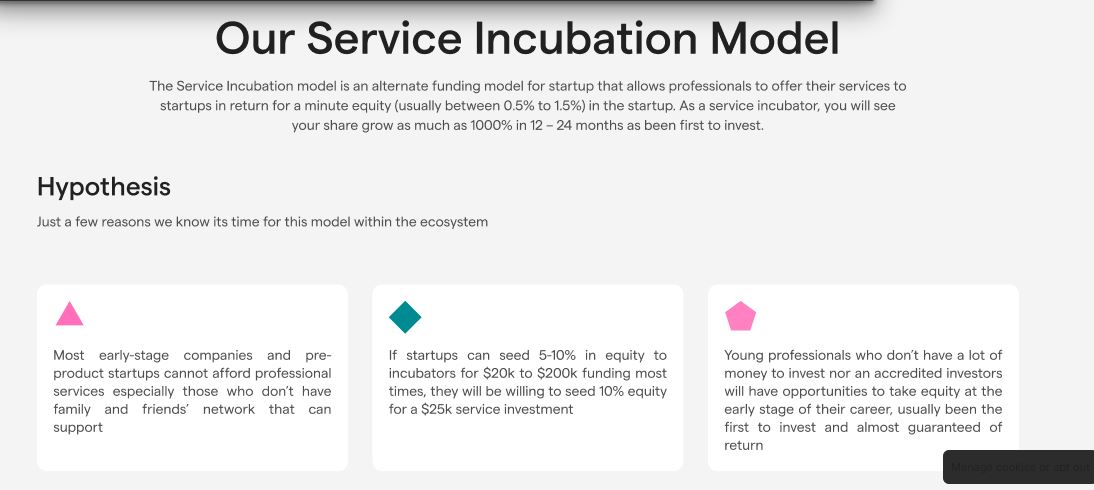 Our Service Incubation Model
The Service Incubation model is an alternate funding model for startup that allows professionals to offer their services to
startups in return for a minute equity (usually between 0.5% to 1.5%) in the startup. As a service incubator, you will see
your share grow as much as 1000% in 12 – 24 months as been first to invest.
Hypothesis
Just a few reasons we know its time for this model within the ecosystem
Most early-stage companies and pre-
product startups cannot afford professional
services especially those who don’t have
family and friends’ network that can
support
If startups can seed 5-10% in equity to
incubators for $20k to $200k funding most
times, they will be willing to seed 10% equity
for a $25k service investment
Young professionals who don’t have a lot of
money to invest nor an accredited investors
will have opportunities to take equity at the
early stage of their career, usually been the
first to invest and almost guaranteed of
return
Manage cookies or opt out